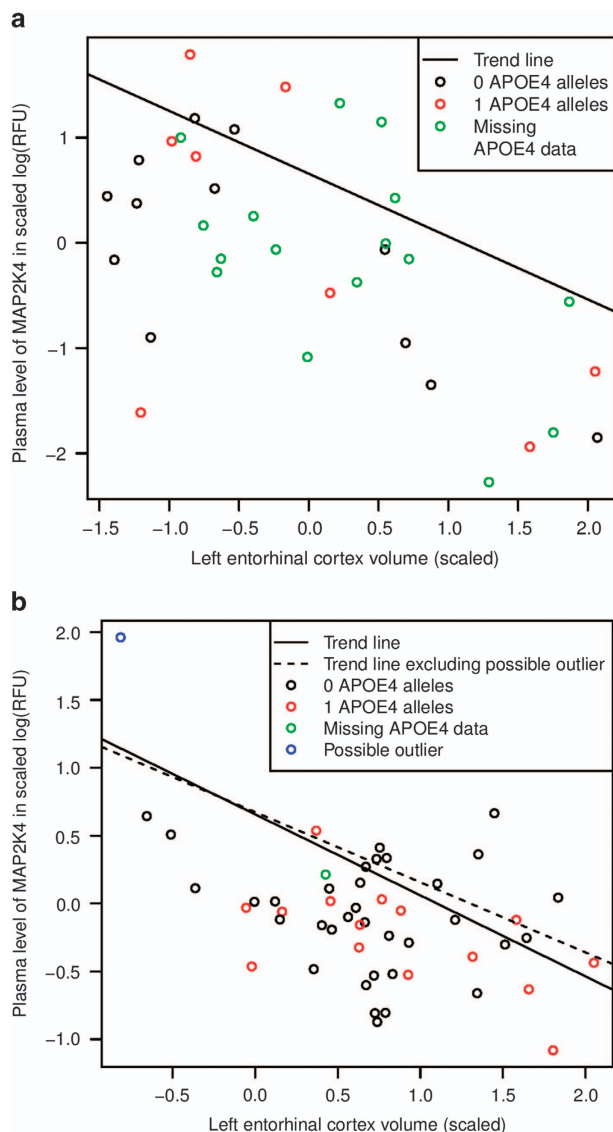 a
Trend line
0 APOE4 alleles
1 APOE4 alleles
Missing
APOE4 data
Plasma level of MAP2K4 in scaled log(RFU)
1
0
−1
−2
−1.5 −1.0 −0.5 0.0 0.5 1.0 1.5 2.0
Left entorhinal cortex volume (scaled)
b
Trend line
Trend line excluding possible outlier
0 APOE4 alleles
1 APOE4 alleles
Missing APOE4 data
Possible outlier
Plasma level of MAP2K4 in scaled log(RFU)
2.0
1.5
1.0
0.5
0.0
−0.5
−1.0
−0.5 0.0 0.5 1.0 1.5 2.0
Left entorhinal cortex volume (scaled)